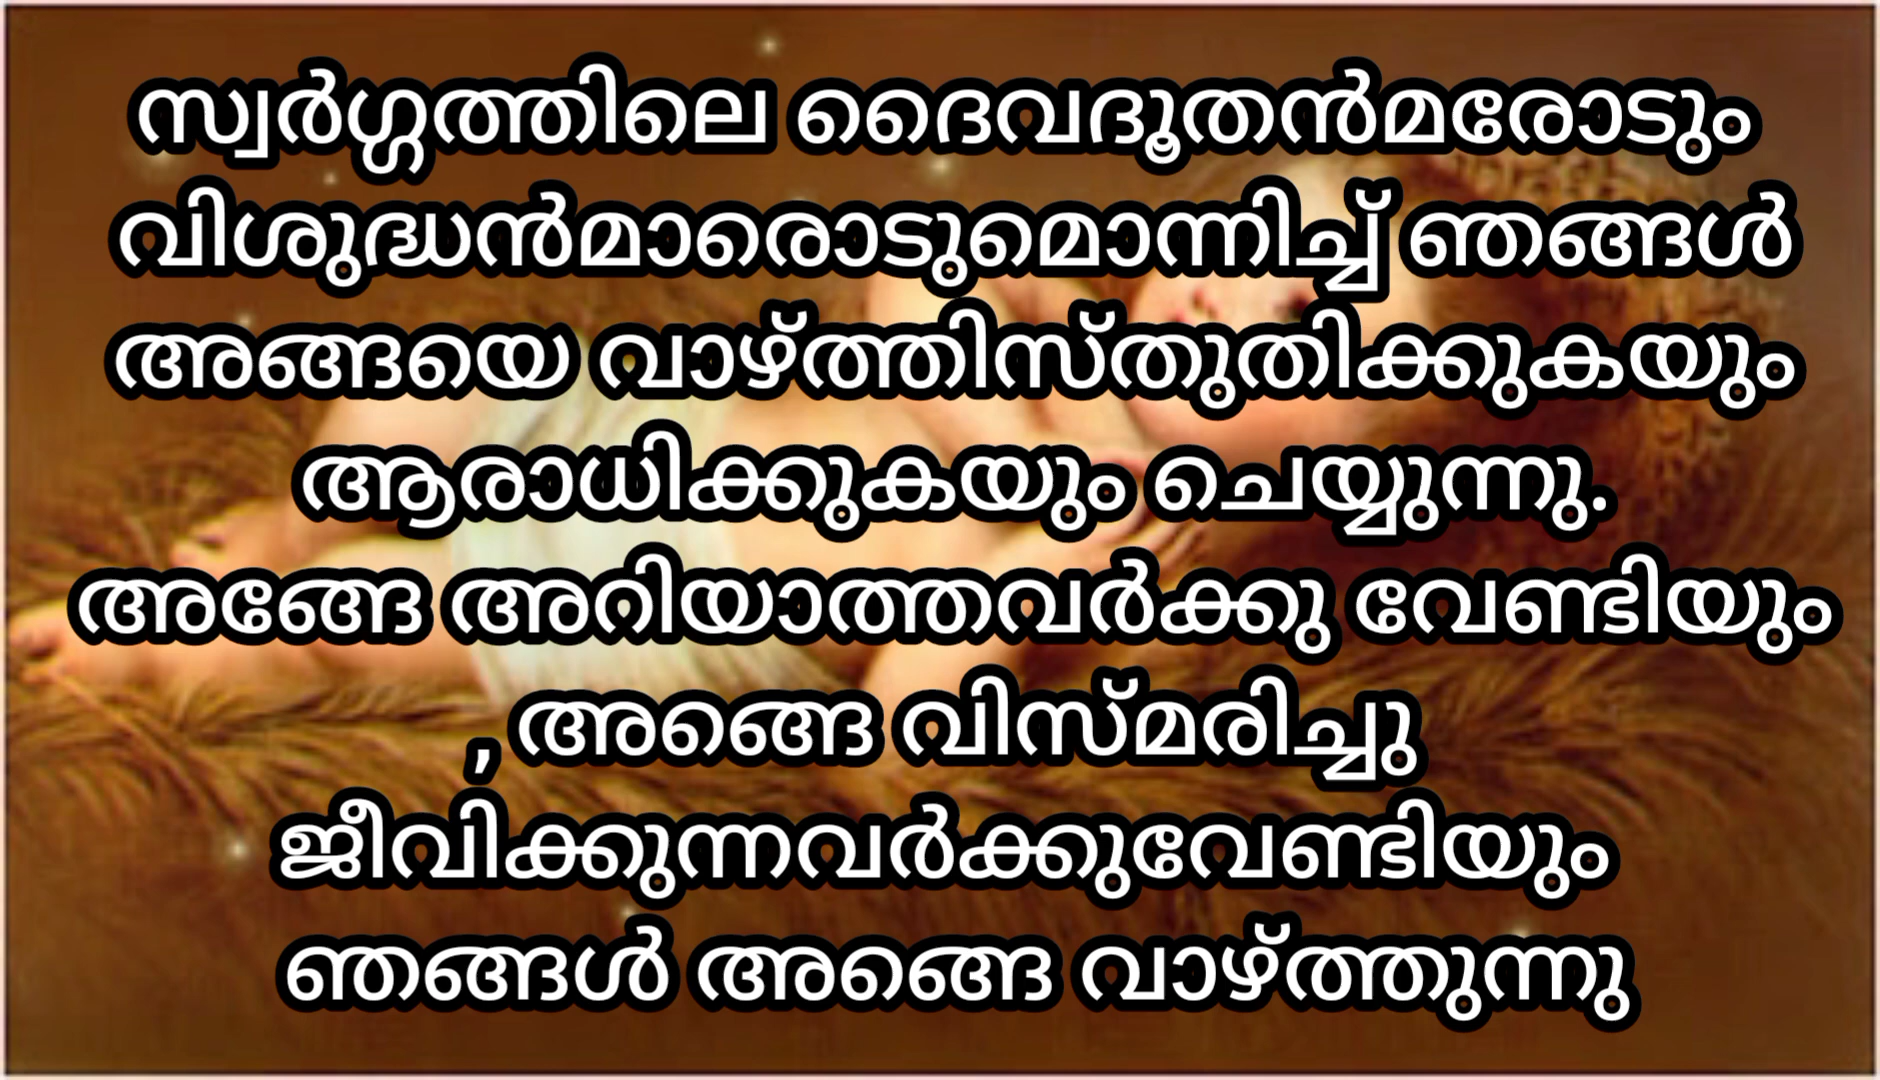 സ്വർഗ്ഗത്തിലെ ദൈവദൂതൻമരോടും
വിശുദ്ധൻമാരൊടുമൊന്നിച്ച് ഞങ്ങൾ
അങ്ങയെ വാഴ്ത്തിസ്തുതിക്കുകയും
ആരാധിക്കുകയും ചെയ്യുന്നു.
അങ്ങേ അറിയാത്തവർക്കു വേണ്ടിയും
, അങ്ങെ വിസ്മരിച്ചു
ജീവിക്കുന്നവർക്കുവേണ്ടിയും
ഞങ്ങൾ അങ്ങെ വാഴ്ത്തുന്നു